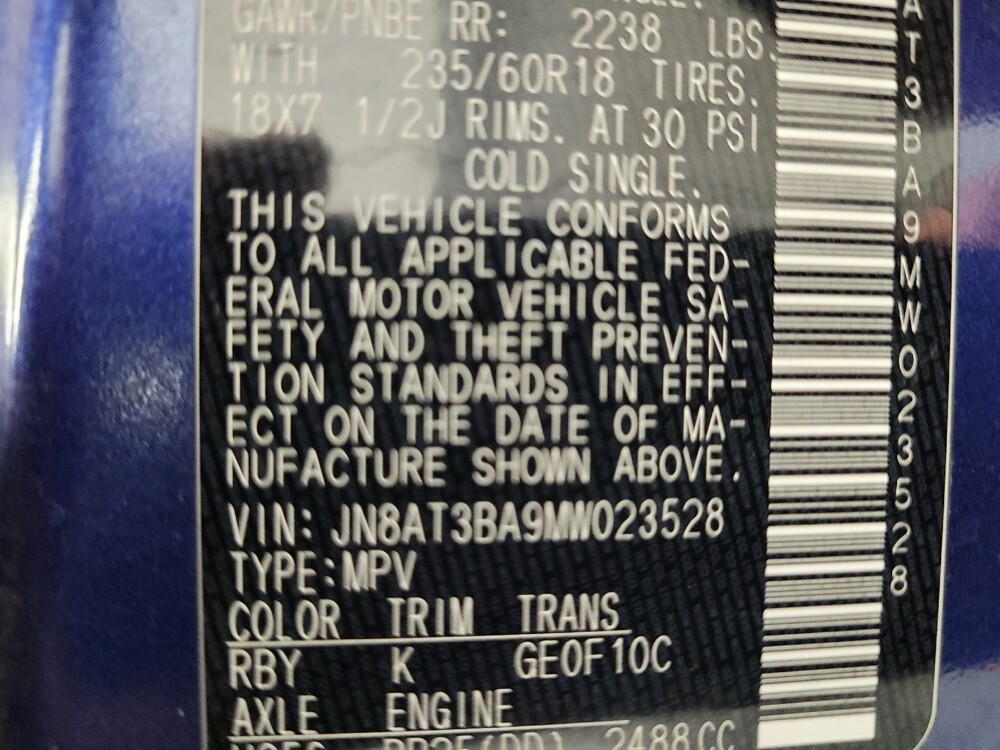 GAWR/PNBE RR: 2238 LBS.
WITH 235/60R18 TIRES.
18X7 1/2J RIMS. AT 30 PSI
COLD SINGLE.
THIS VEHICLE CONFORMS
TO ALL APPLICABLE FED-
ERAL MOTOR VEHICLE SA-
FETY AND THEFT PREVEN-
TION STANDARDS IN EFF-
ECT ON THE DATE OF MA-
NUFACTURE SHOWN ABOVE.
VIN: JN8AT3BA9MW023528
TYPE:MPV
COLOR TRIM TRANS
RBY K GE0F10C
AXLE ENGINE
2488CC
AT3BA9MW023528